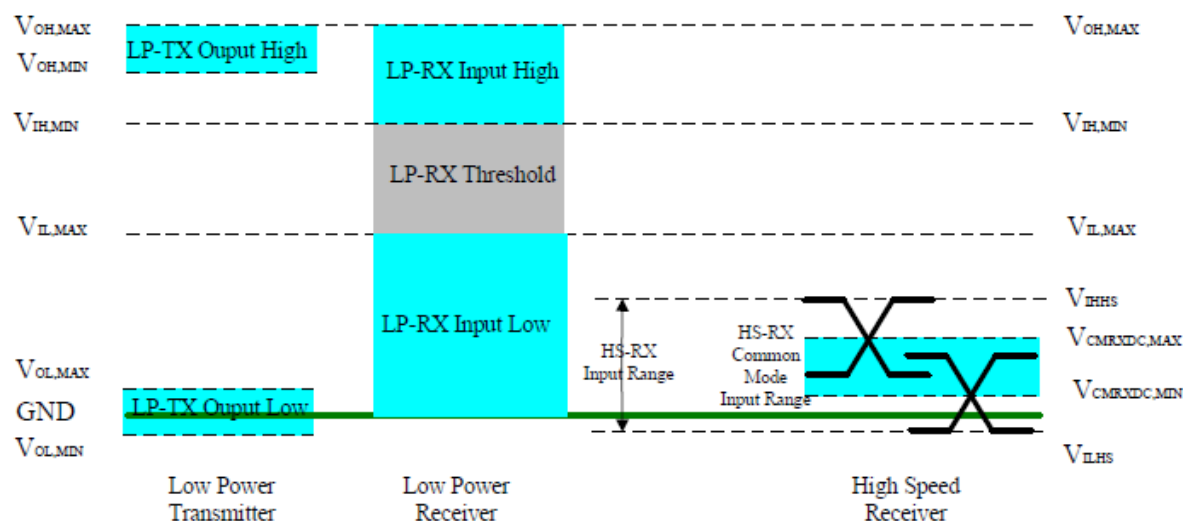 VOH,MAX
LP-TX Ouput High
VOH,MIN
LP-RX Input High
VOH,MAX
VIH,MIN
VIH,MIN
LP-RX Threshold
VIL,MAX
VIL,MAX
LP-RX Input Low
VIHHS
HS-RX
Input Range
HS-RX
Common
Mode
Input Range
VCMRXDC,MAX
VCMRXDC,MIN
VOL,MAX
GND
LP-TX Ouput Low
VOL,MIN
VILHS
Low Power
Transmitter
Low Power
Receiver
High Speed
Receiver